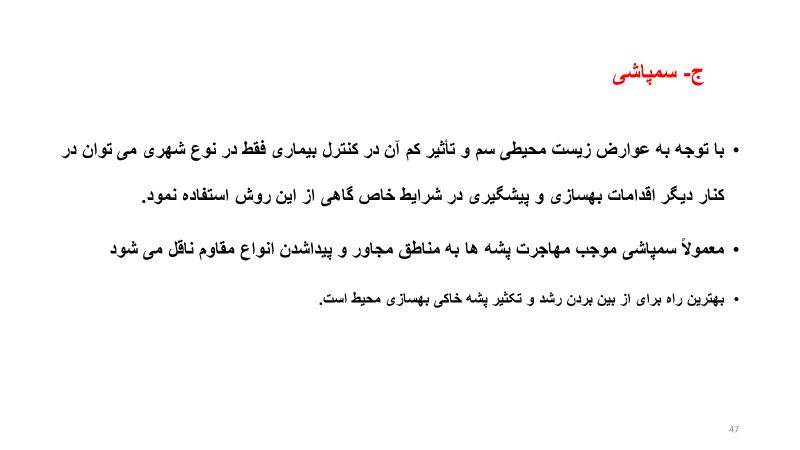 ج- سمپاشی
• با توجه به عوارض زیست محیطی سم و تأثیر کم آن در کنترل بیماری فقط در نوع شهری می توان در
کنار دیگر اقدامات بهسازی و پیشگیری در شرایط خاص گاهی از این روش استفاده نمود.
• معمولاً سمپاشی موجب مهاجرت پشه ها به مناطق مجاور و پیداشدن انواع مقاوم ناقل می شود
• بهترین راه برای از بین بردن رشد و تکثیر پشه خاکی بهسازی محیط است.
47